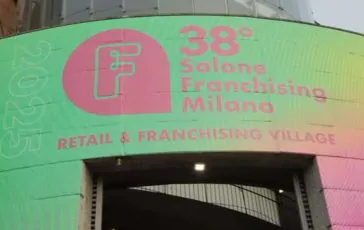 2025
F
38°
Salone
Franchising
Milano
RETAIL & FRANCHISING VILLAGE